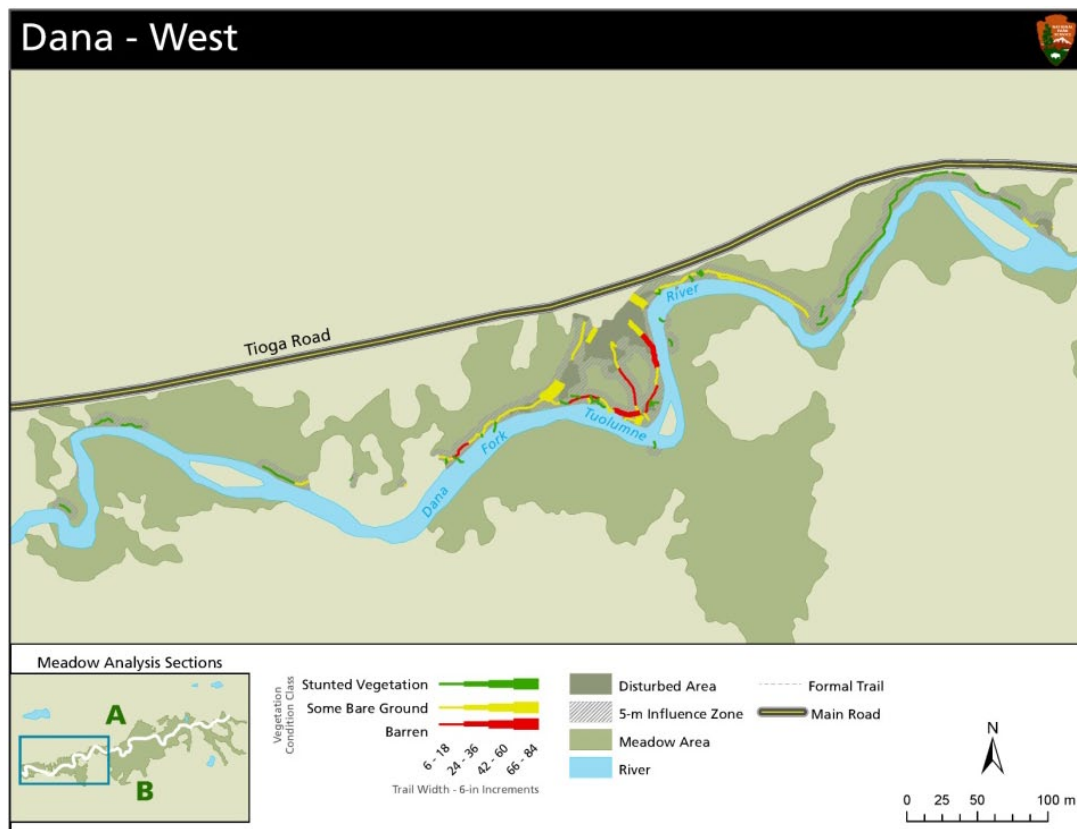 Dana - West
Tioga Road
River
Tuolumne
Fork
Dana
Meadow Analysis Sections
A
B
Vegetation
Condition Class
Stunted Vegetation
Some Bare Ground
Barren
6 - 18
24 - 36
42 - 60
66 - 84
Trail Width - 6-in Increments
Disturbed Area
5-m Influence Zone
Meadow Area
River
Formal Trail
Main Road
N
0 25 50 100 m